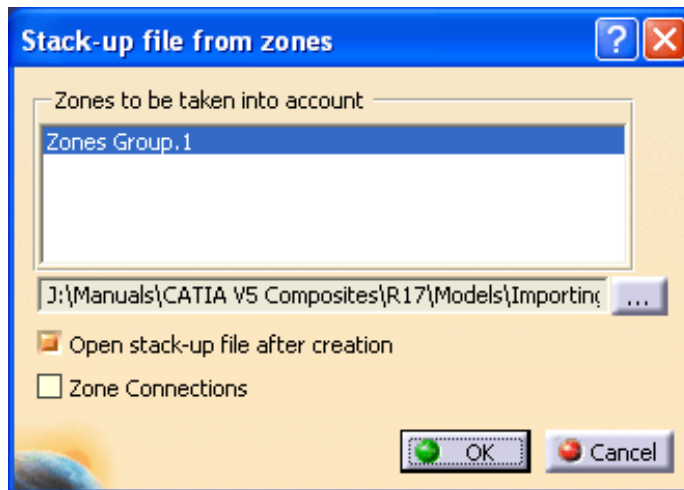 Stack-up file from zones
Zones to be taken into account
Zones Group.1
J:\Manuals\CATIA V5 Composites\R17\Models\Importing
...
Open stack-up file after creation
Zone Connections
OK
Cancel